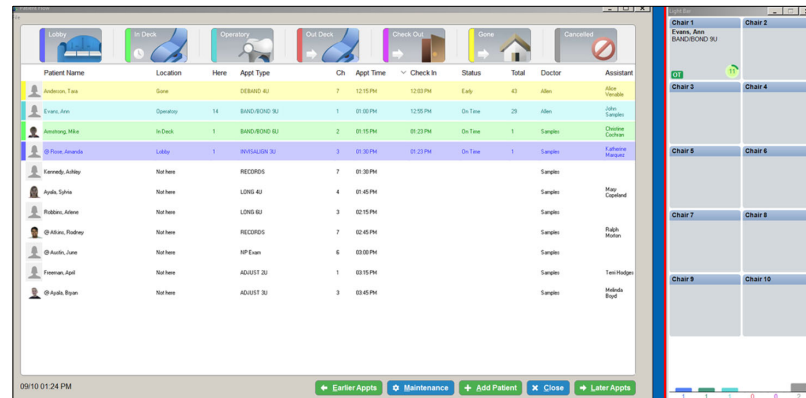 Light Bar
Lobby
In Deck
Operatory
Out Deck
Check Out
Gone
Cancelled
Patient Name Location Here Appt Type Ch Appt Time Check In Status Total Doctor Assistant
Anderson, Tara Gone DEBAND 4U 7 12:15 PM 12:03 PM Early 43 Allen Alice Venable
Evans, Ann Operatory 14 BAND/BOND 9U 1 01:00 PM 12:55 PM On Time 29 Allen John Samples
Armstrong, Mike In Deck 1 BAND/BOND 6U 2 01:15 PM 01:23 PM On Time 1 Samples Christine Cochran
@ Rose, Amanda Lobby 1 INVISALIGN 3U 3 01:30 PM 01:23 PM On Time 1 Samples Katherine Marquez
Kennedy, Ashley Not here RECORDS 7 01:30 PM Samples
Ayala, Sylvia Not here LONG 4U 4 01:45 PM Samples Mary Copeland
Robbins, Arlene Not here LONG 6U 3 02:15 PM Samples
@ Atkins, Rodney Not here RECORDS 7 02:45 PM Samples Ralph Morton
@ Austin, June Not here NP Exam 6 03:00 PM Samples
Freeman, April Not here ADJUST 2U 1 03:15 PM Samples Terri Hodges
@ Ayala, Bryan Not here ADJUST 3U 3 03:45 PM Samples Melinda Boyd
09/10 01:24 PM
Earlier Appts
Maintenance
Add Patient
Close
Later Appts
Chair 1
Evans, Ann
BAND/BOND 9U
OT
11
Chair 2
Chair 3
Chair 4
Chair 5
Chair 6
Chair 7
Chair 8
Chair 9
Chair 10
1 1 1 0 0 7